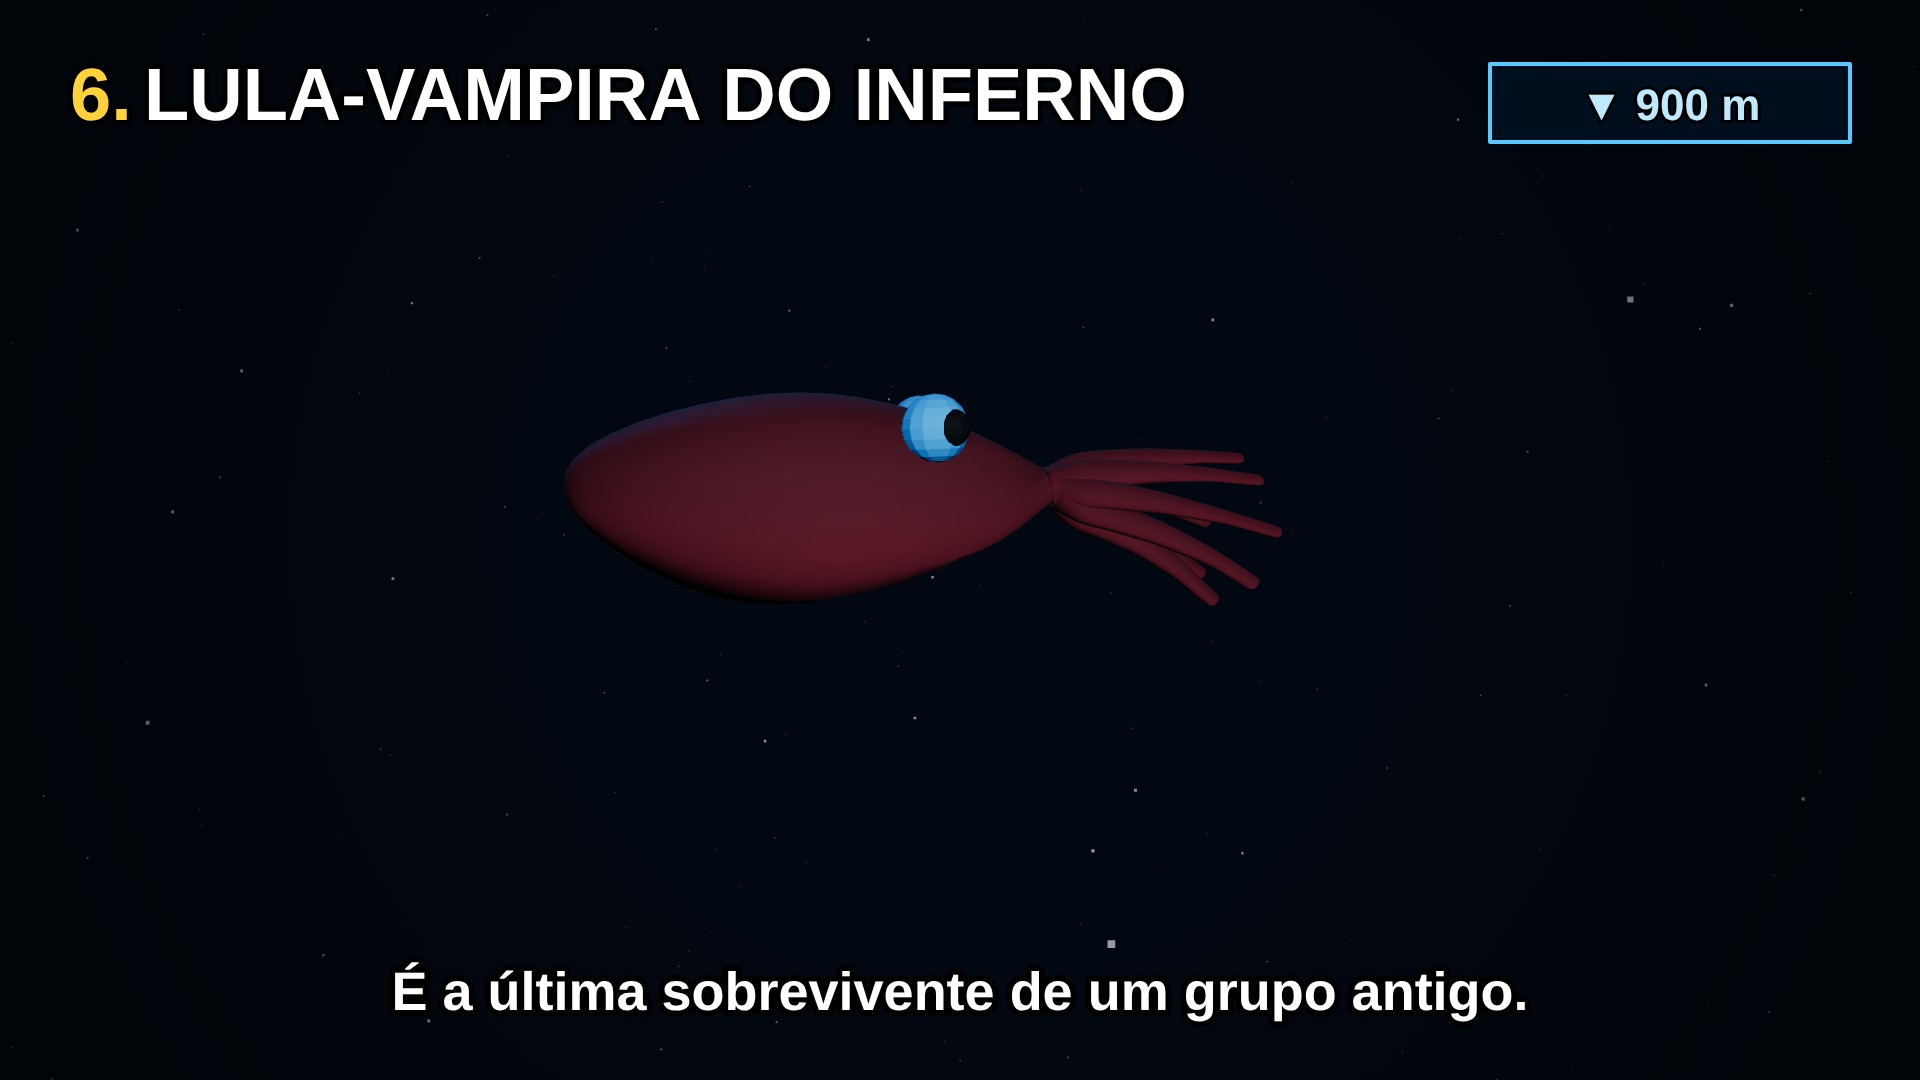 6. LULA-VAMPIRA DO INFERNO
▼ 900 m
É a última sobrevivente de um grupo antigo.